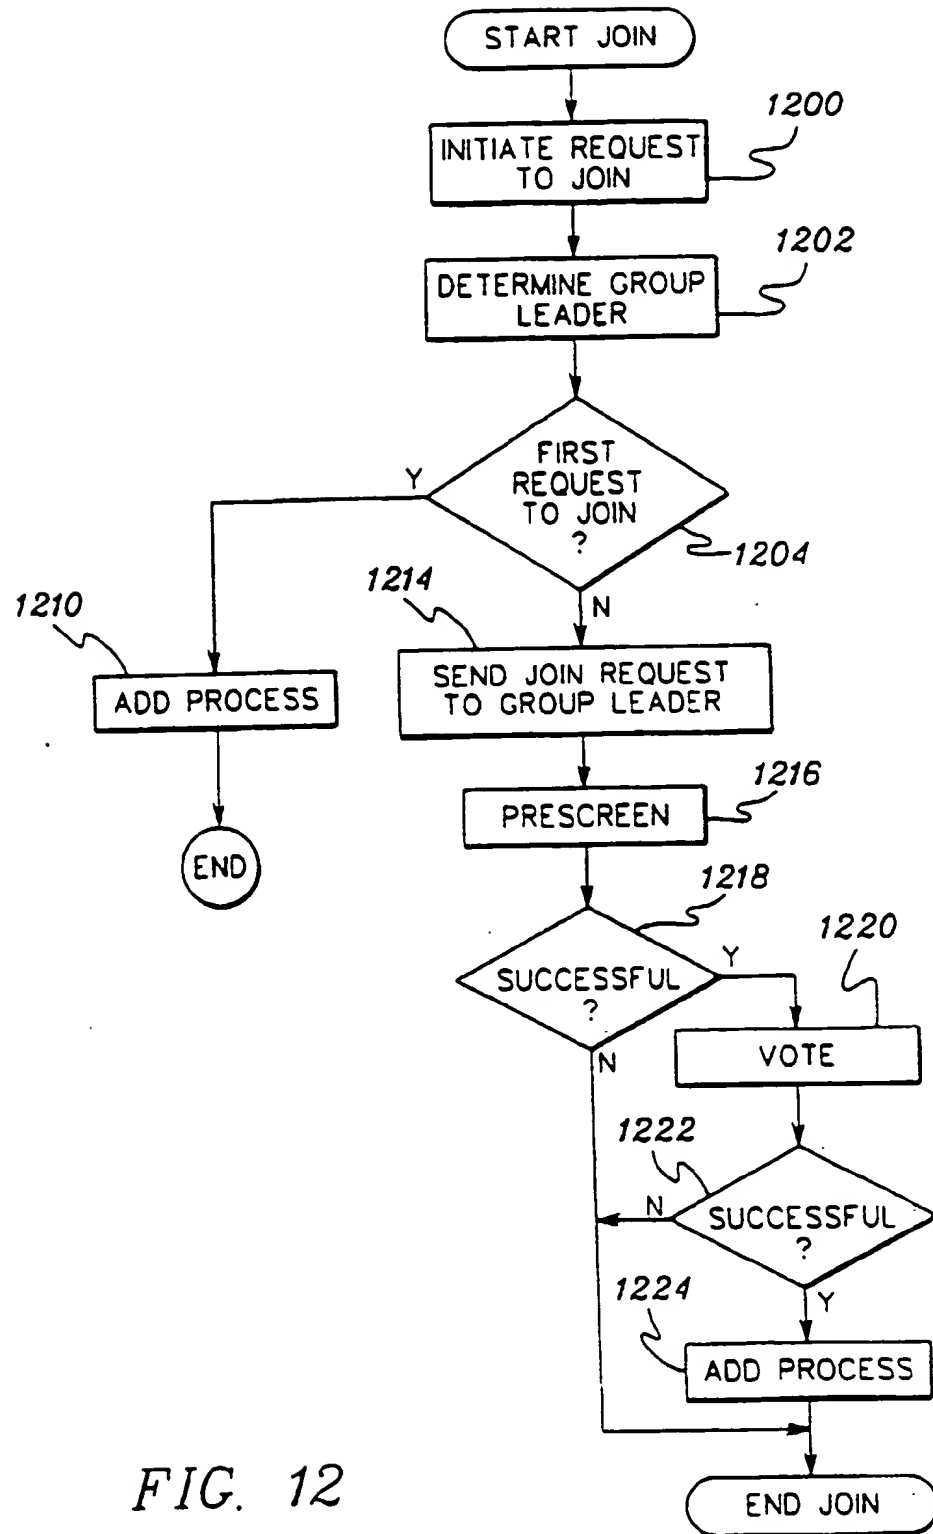 START JOIN
1200
INITIATE REQUEST
TO JOIN
1202
DETERMINE GROUP
LEADER
FIRST
REQUEST
TO JOIN
?
Y
1204
N
1214
1210
SEND JOIN REQUEST
TO GROUP LEADER
ADD PROCESS
1216
PRESCREEN
END
1218
1220
SUCCESSFUL
?
Y
N
VOTE
1222
SUCCESSFUL
?
N
Y
1224
ADD PROCESS
END JOIN
FIG. 12